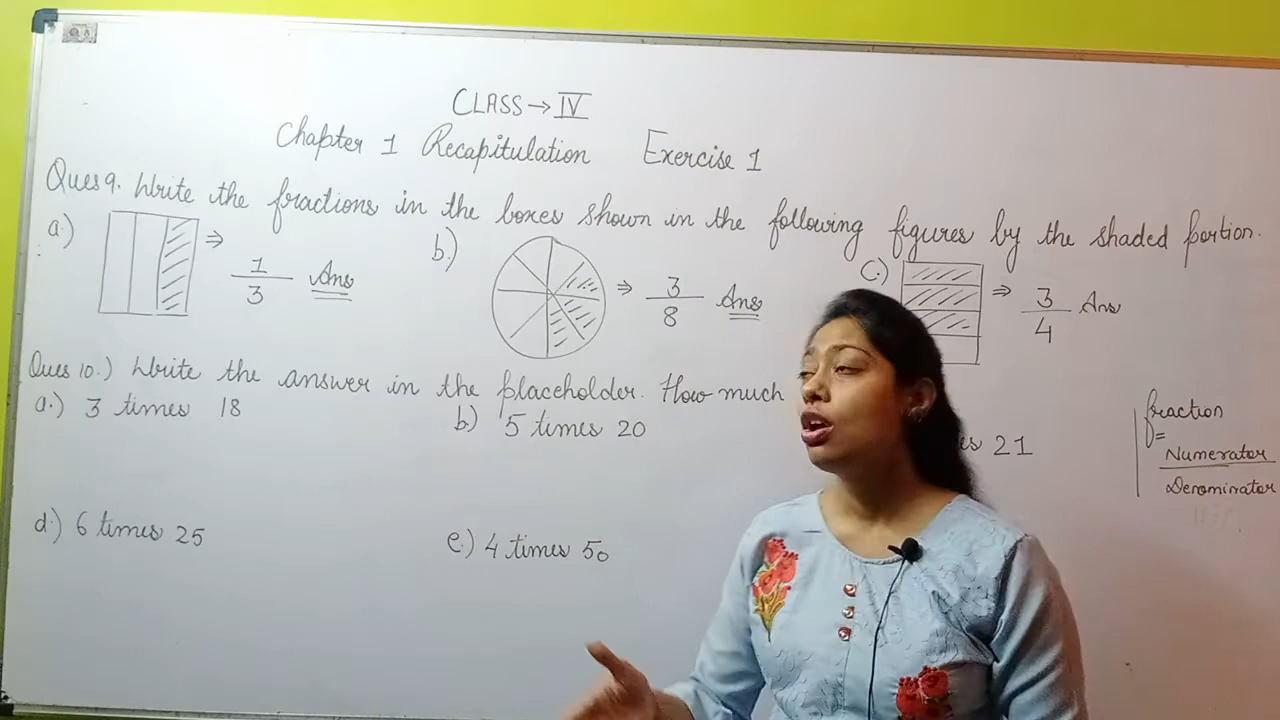 CLASS → IV
Chapter 1 Recapitulation Exercise 1
Ques 9. Write the fractions in the boxes shown in the following figures by the shaded portion.
a.) ⇒ 1/3 Ans b.) ⇒ 3/8 Ans c.) ⇒ 3/4 Ans
Ques 10.) Write the answer in the placeholder. How much
a.) 3 times 18 b.) 5 times 20 es 21
d.) 6 times 25 e.) 4 times 50
fraction
= Numerator
Denominator